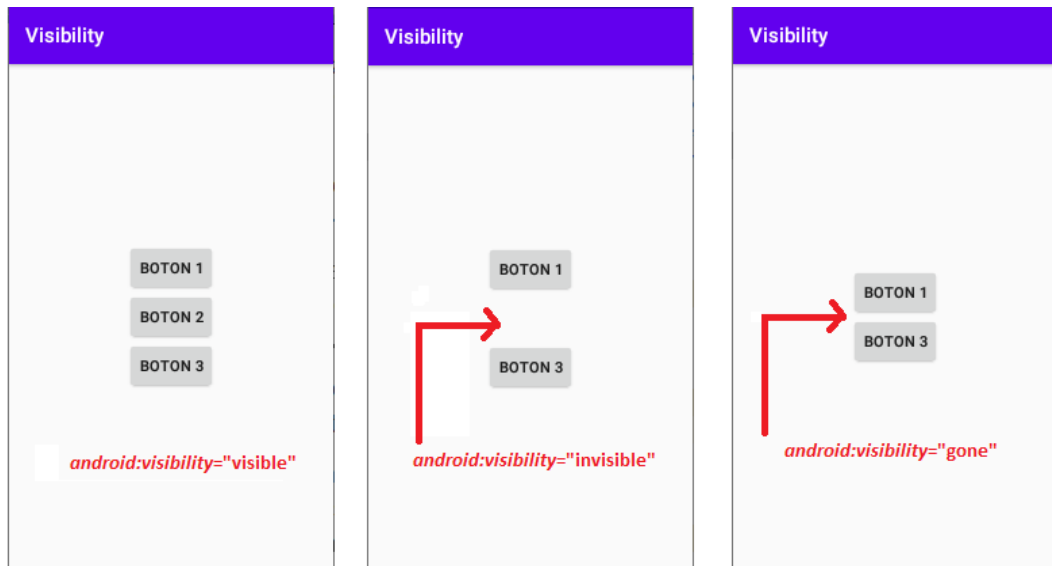 Visibility
BOTON 1
BOTON 2
BOTON 3
android:visibility="visible"
Visibility
BOTON 1
BOTON 3
android:visibility="invisible"
Visibility
BOTON 1
BOTON 3
android:visibility="gone"